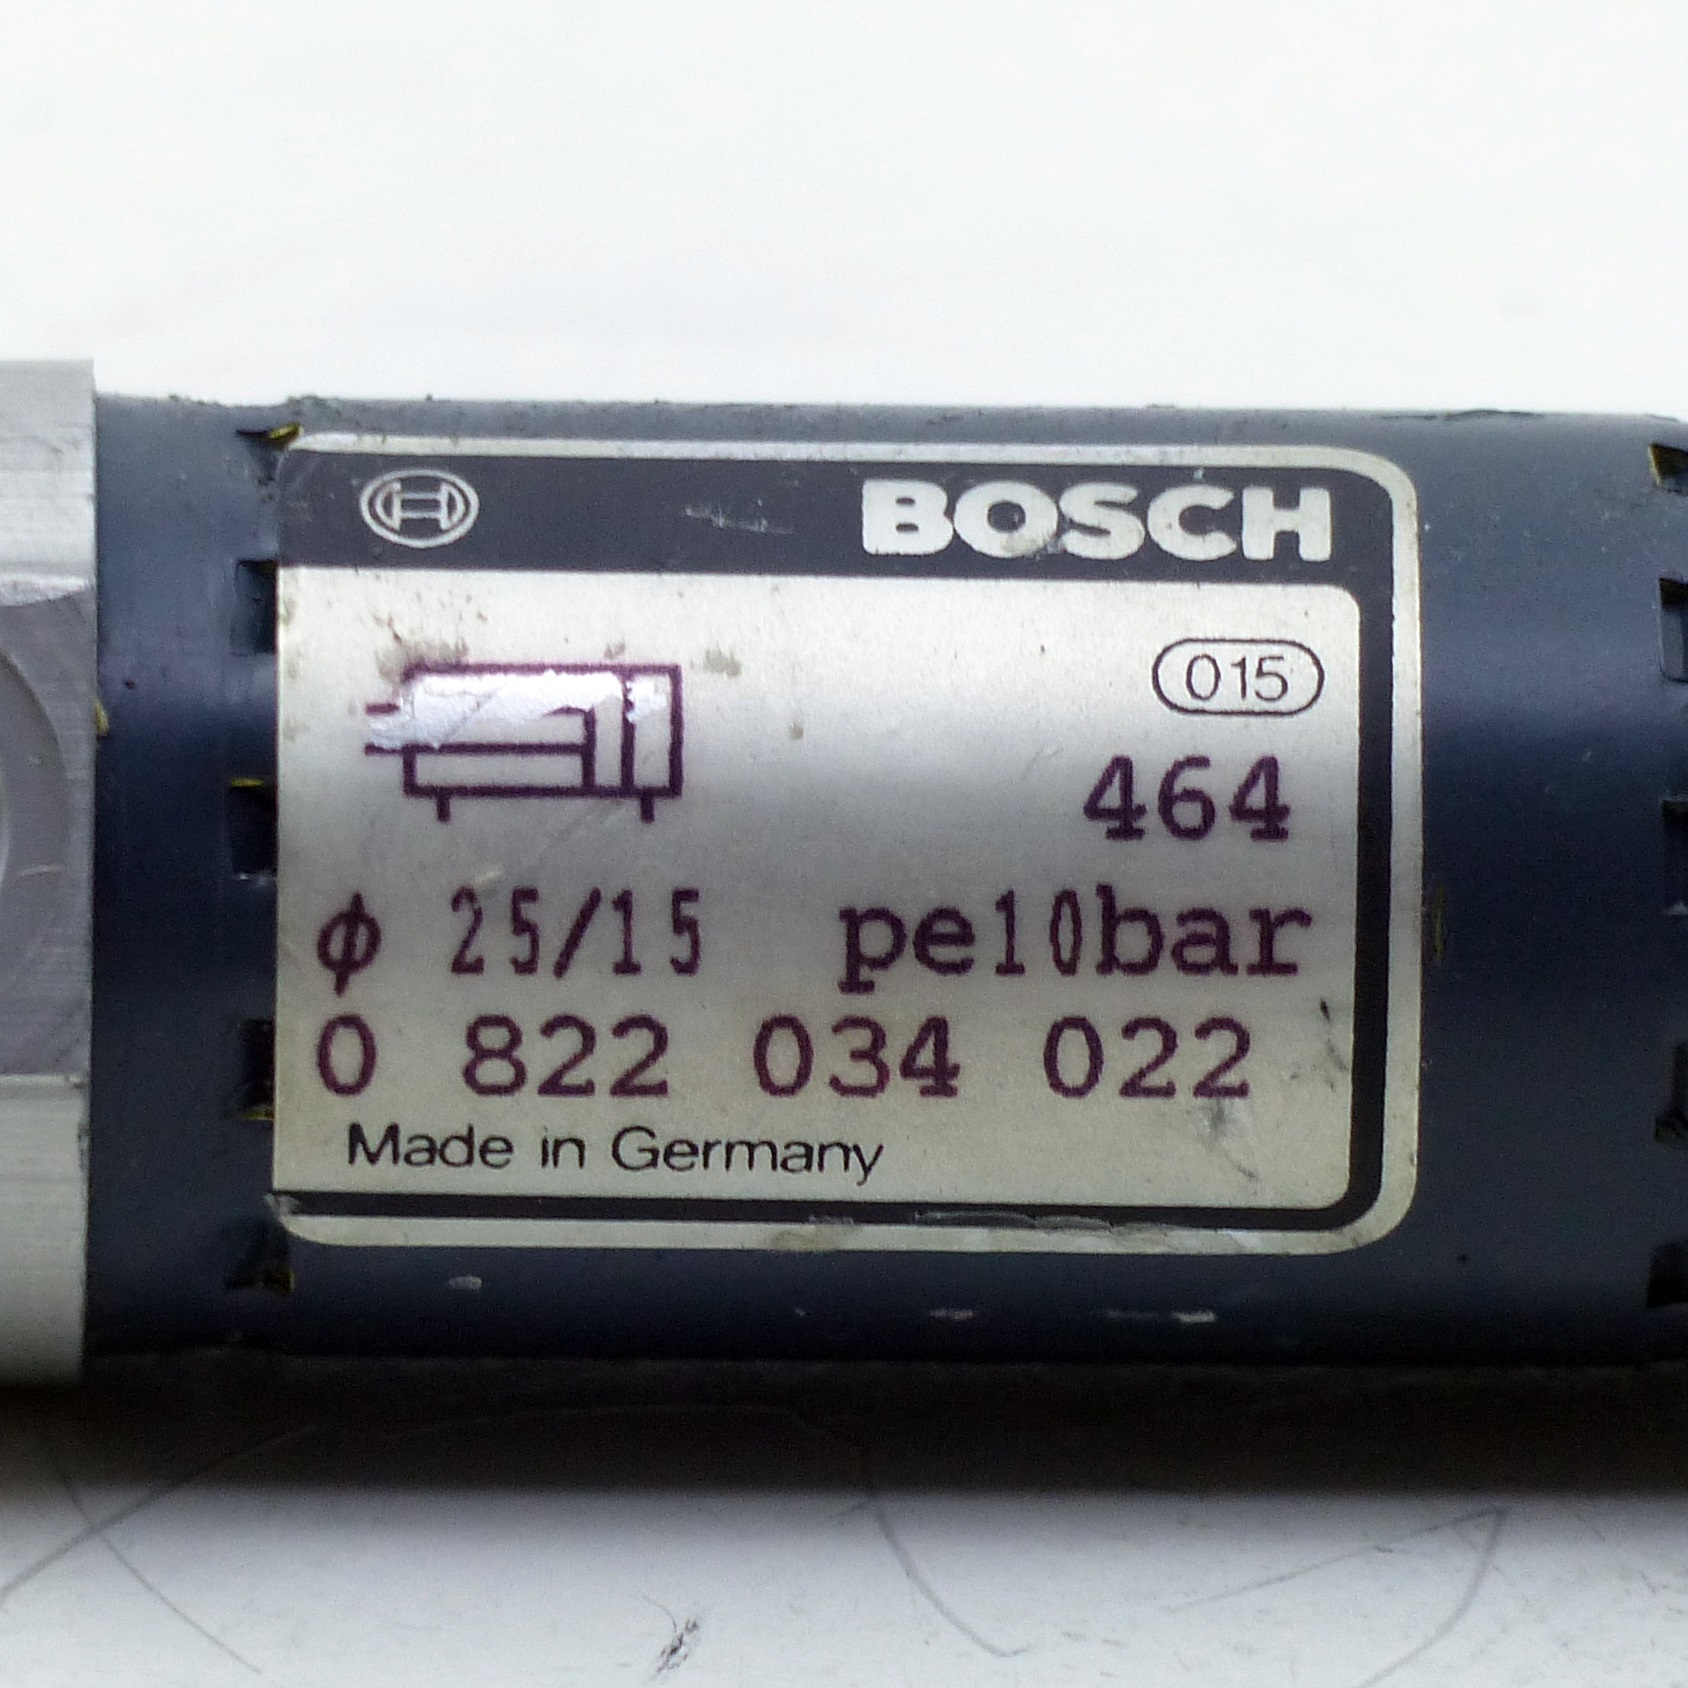 BOSCH
015
464
ϕ 25/15 pe10bar
0 822 034 022
Made in Germany